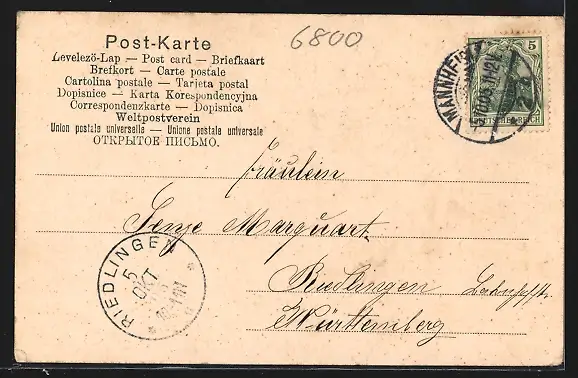 Post-Karte
6800
Levelezö-Lap — Post card — Briefkaart
Brefkort — Carte postale
Cartolina postale — Tarjeta postal
Dopisnice — Karta Korespondencyjna
Correspondenzkarte — Dopisnica
Weltpostverein
Union postale universelle — Unione postale universale
ОТКРЫТОЕ ПИСЬМО.
5
DEUTSCHES REICH
MANNHEIM
Fräulein
Marquart
Riedlingen
Württemberg
RIEDLINGEN
5
OKT